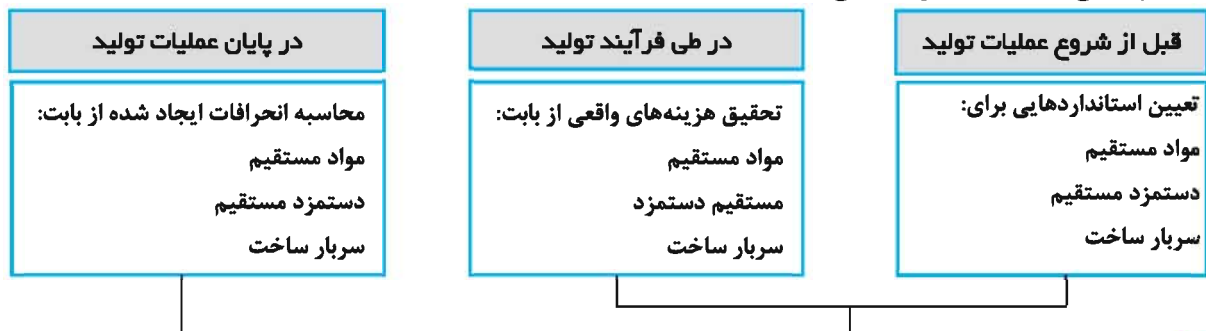 قبل از شروع عملیات تولید
تعیین استانداردهایی برای:
مواد مستقیم
دستمزد مستقیم
سربار ساخت
در طی فرآیند تولید
تحقیق هزینه‌های واقعی از بابت:
مواد مستقیم
مستقیم دستمزد
سربار ساخت
در پایان عملیات تولید
محاسبه انحرافات ایجاد شده از بابت:
مواد مستقیم
دستمزد مستقیم
سربار ساخت